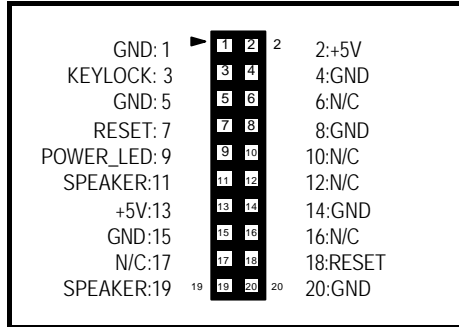 GND: 1 1 2 2 2:+5V
KEYLOCK: 3 3 4 4:GND
GND: 5 5 6 6:N/C
RESET: 7 7 8 8:GND
POWER_LED: 9 9 10 10:N/C
SPEAKER:11 11 12 12:N/C
+5V:13 13 14 14:GND
GND:15 15 16 16:N/C
N/C:17 17 18 18:RESET
SPEAKER:19 19 19 20 20 20:GND